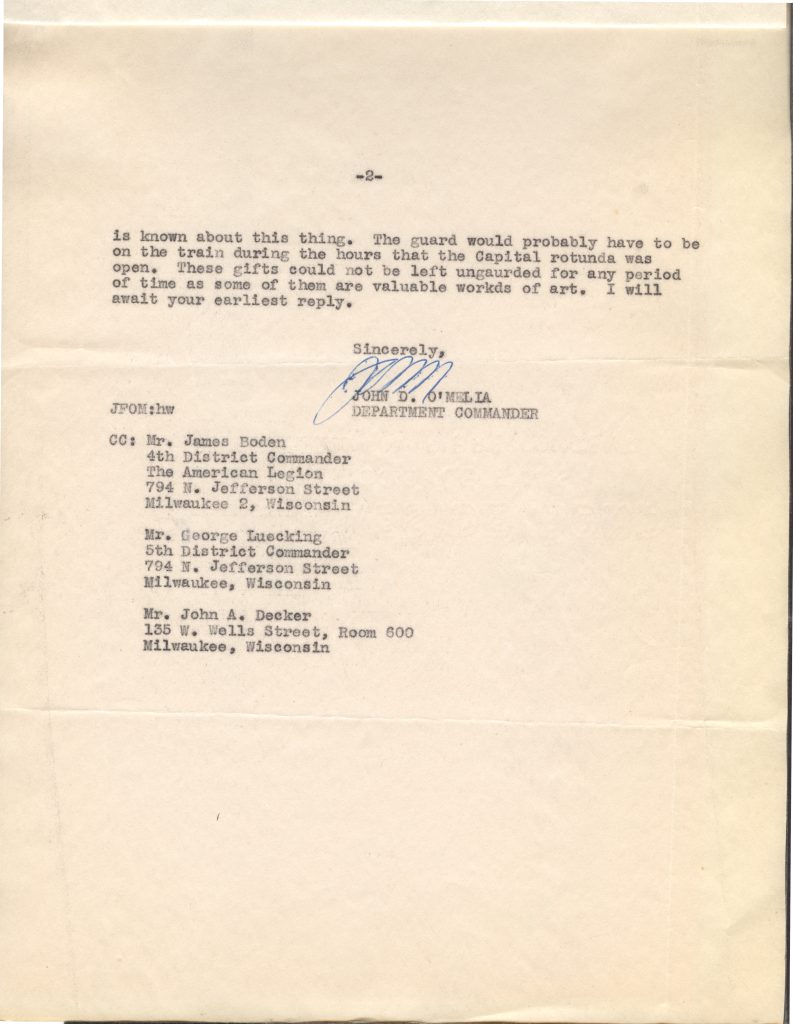 -2-
is known about this thing. The guard would probably have to be
on the train during the hours that the Capital rotunda was
open. These gifts could not be left ungaurded for any period
of time as some of them are valuable workds of art. I will
await your earliest reply.
Sincerely,
JOHN D. O'MELIA
JFOM:hw
DEPARTMENT COMMANDER
CC: Mr. James Boden
4th District Commander
The American Legion
794 N. Jefferson Street
Milwaukee 2, Wisconsin
Mr. George Luecking
5th District Commander
794 N. Jefferson Street
Milwaukee, Wisconsin
Mr. John A. Decker
135 W. Wells Street, Room 600
Milwaukee, Wisconsin